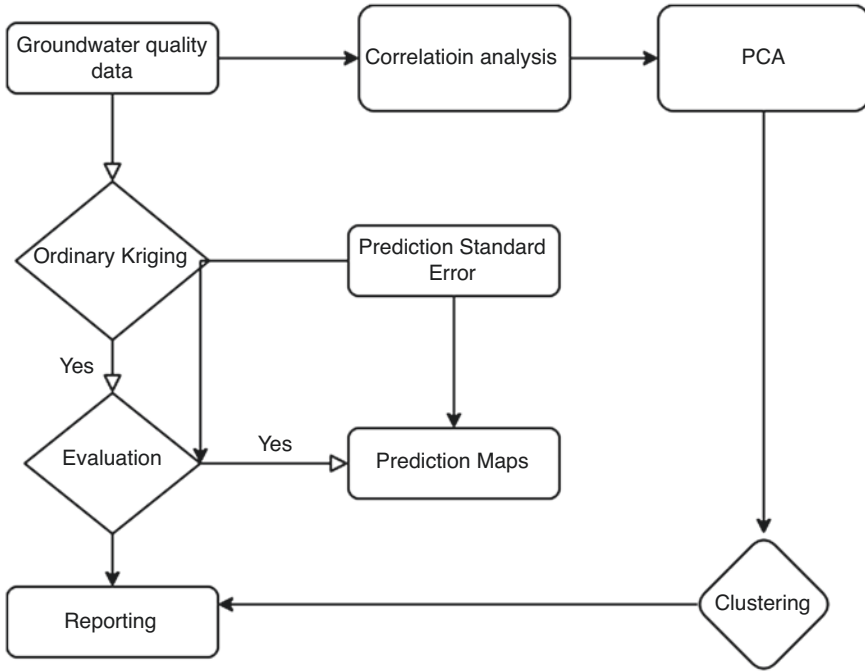 Groundwater quality
data
Correlatioin analysis
PCA
Ordinary Kriging
Prediction Standard
Error
Yes
Evaluation
Yes
Prediction Maps
Reporting
Clustering